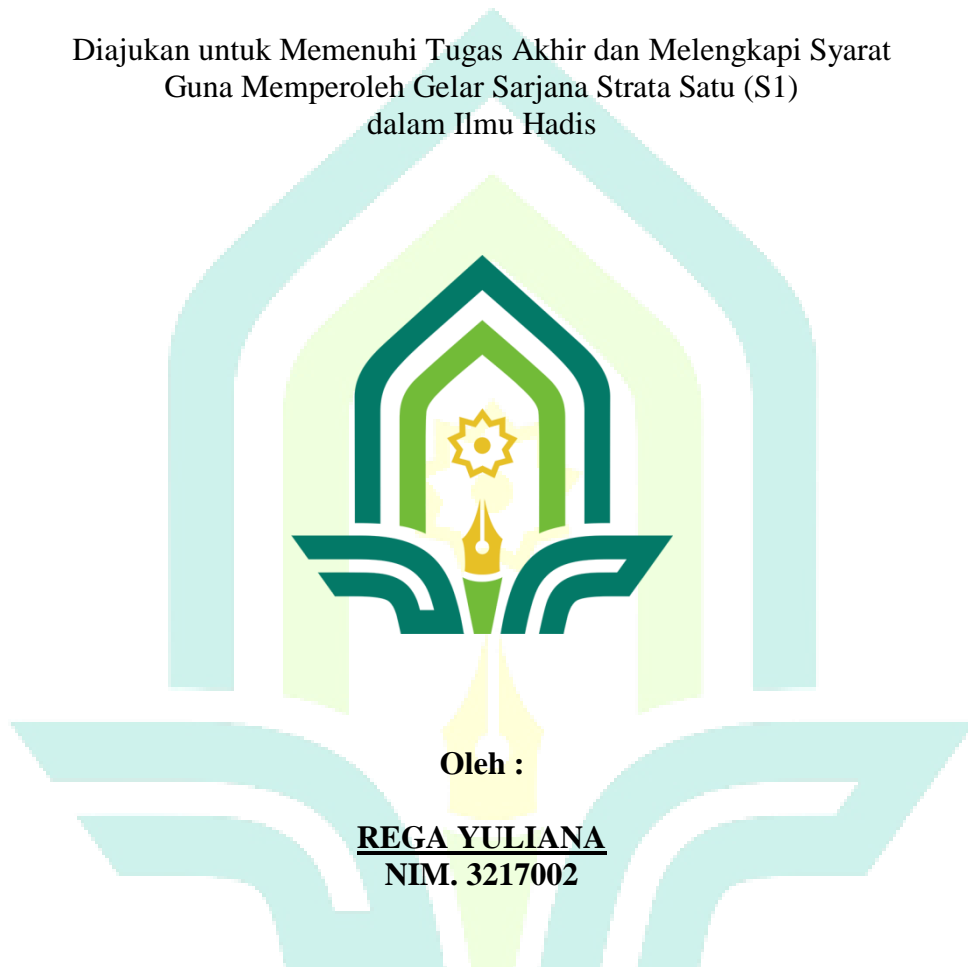 Diajukan untuk Memenuhi Tugas Akhir dan Melengkapi Syarat
Guna Memperoleh Gelar Sarjana Strata Satu (S1)
dalam Ilmu Hadis
Oleh :
REGA YULIANA
NIM. 3217002